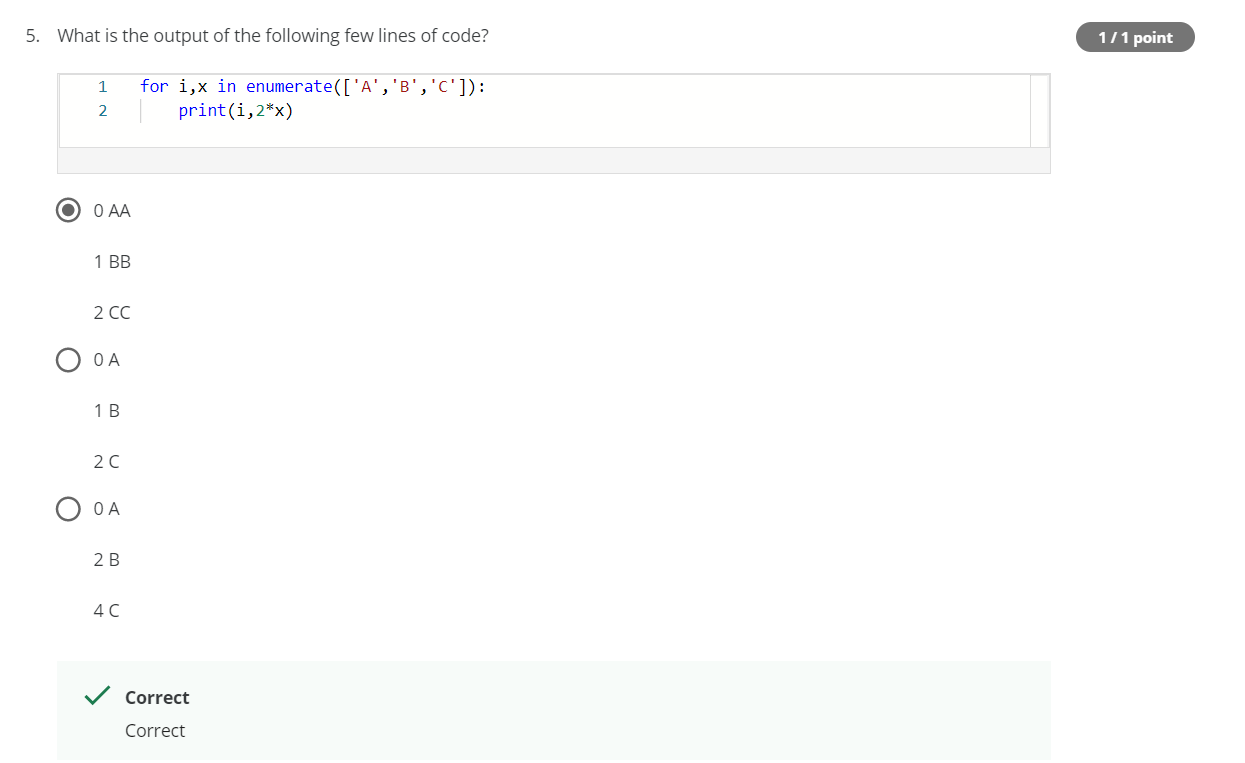 5. What is the output of the following few lines of code?
1 / 1 point
1 for i,x in enumerate(['A','B','C']):
2 print(i,2*x)
0 AA
1 BB
2 CC
0 A
1 B
2 C
0 A
2 B
4 C
Correct
Correct